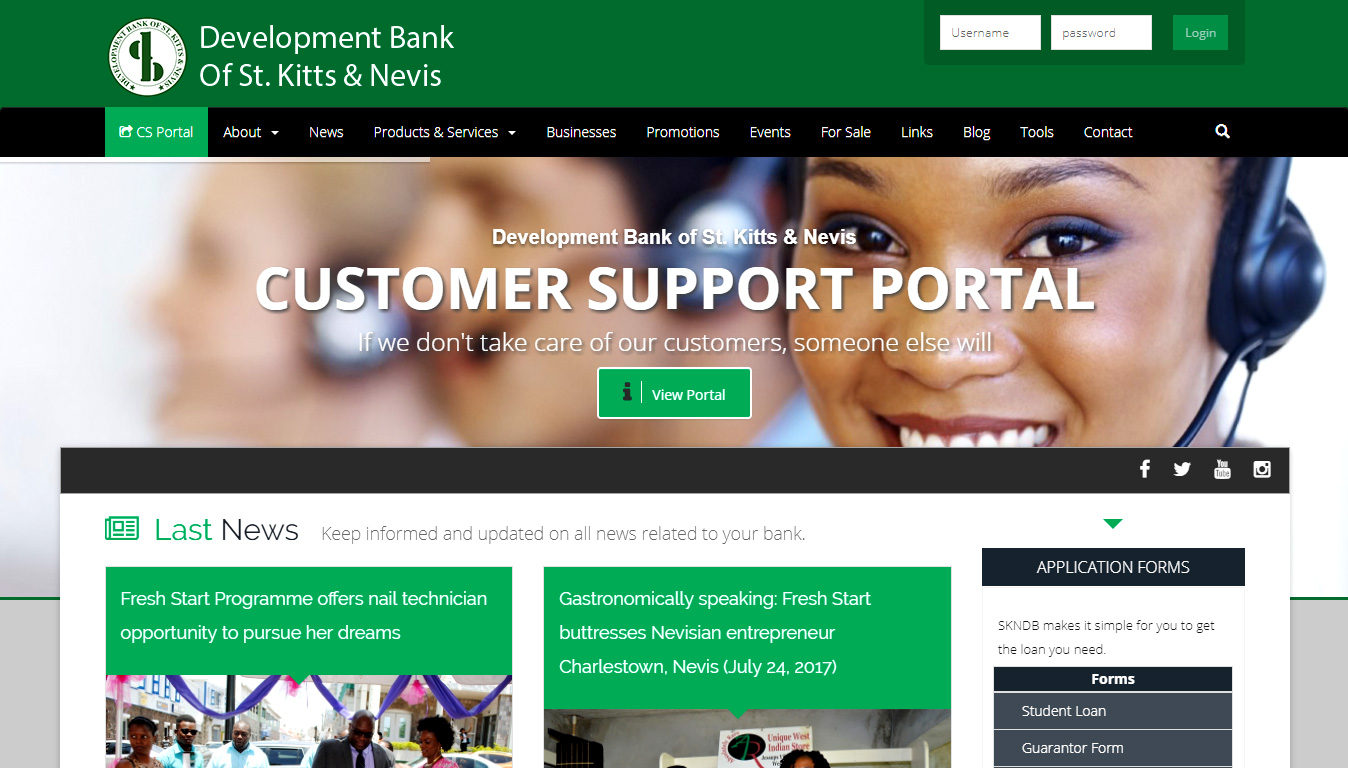 DEVELOPMENT BANK OF ST. KITTS & NEVIS
Development Bank
Of St. Kitts & Nevis
Username
password
Login
CS Portal
About
News
Products & Services
Businesses
Promotions
Events
For Sale
Links
Blog
Tools
Contact
Development Bank of St. Kitts & Nevis
CUSTOMER SUPPORT PORTAL
If we don't take care of our customers, someone else will
View Portal
You
Tube
Last News
Keep informed and updated on all news related to your bank.
Fresh Start Programme offers nail technician
opportunity to pursue her dreams
Gastronomically speaking: Fresh Start
buttresses Nevisian entrepreneur
Charlestown, Nevis (July 24, 2017)
Unique West
Indian Store
APPLICATION FORMS
SKNDB makes it simple for you to get
the loan you need.
Forms
Student Loan
Guarantor Form